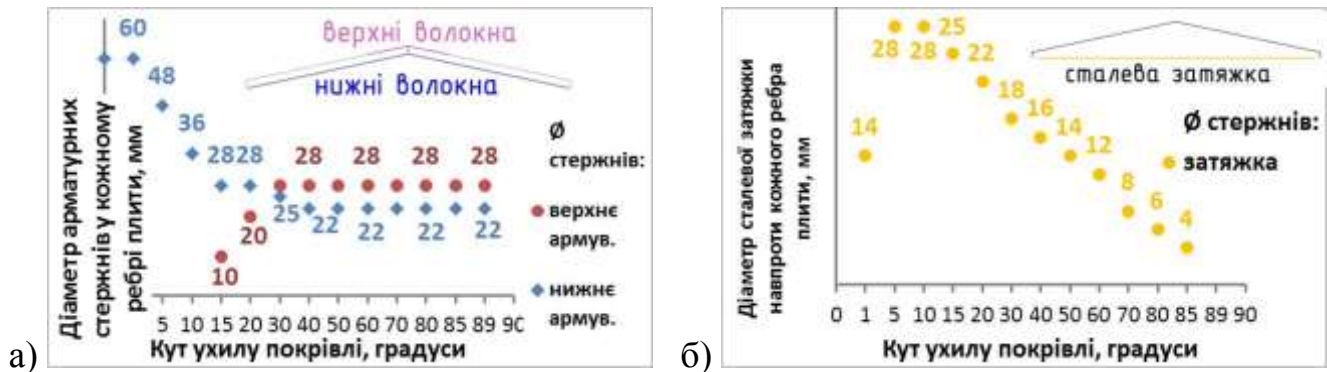 а)
Діаметр арматурних
стержнів у кожному
ребрі плити, мм
60
48
36
28 28
25
22 22 22 22
28 28 28 28
20
10
верхні волокна
нижні волокна
Ø
стержнів:
верхнє
армув.
нижнє
армув.
5 10 15 20 30 40 50 60 70 80 85 89 90
Кут ухилу покрівлі, градуси
б)
Діаметр сталевої затяжки
навпроти кожного ребра
плити, мм
14
28 28
25
22
18
16
14
12
8
6
4
сталева затяжка
Ø стержнів:
затяжка
0 1 5 10 15 20 30 40 50 60 70 80 85 90
Кут ухилу покрівлі, градуси